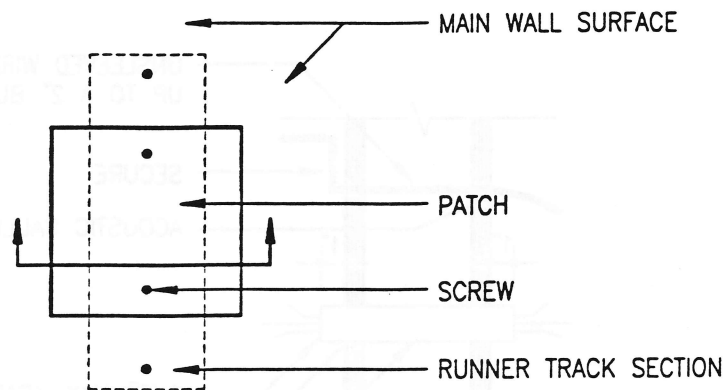 MAIN WALL SURFACE
PATCH
SCREW
RUNNER TRACK SECTION